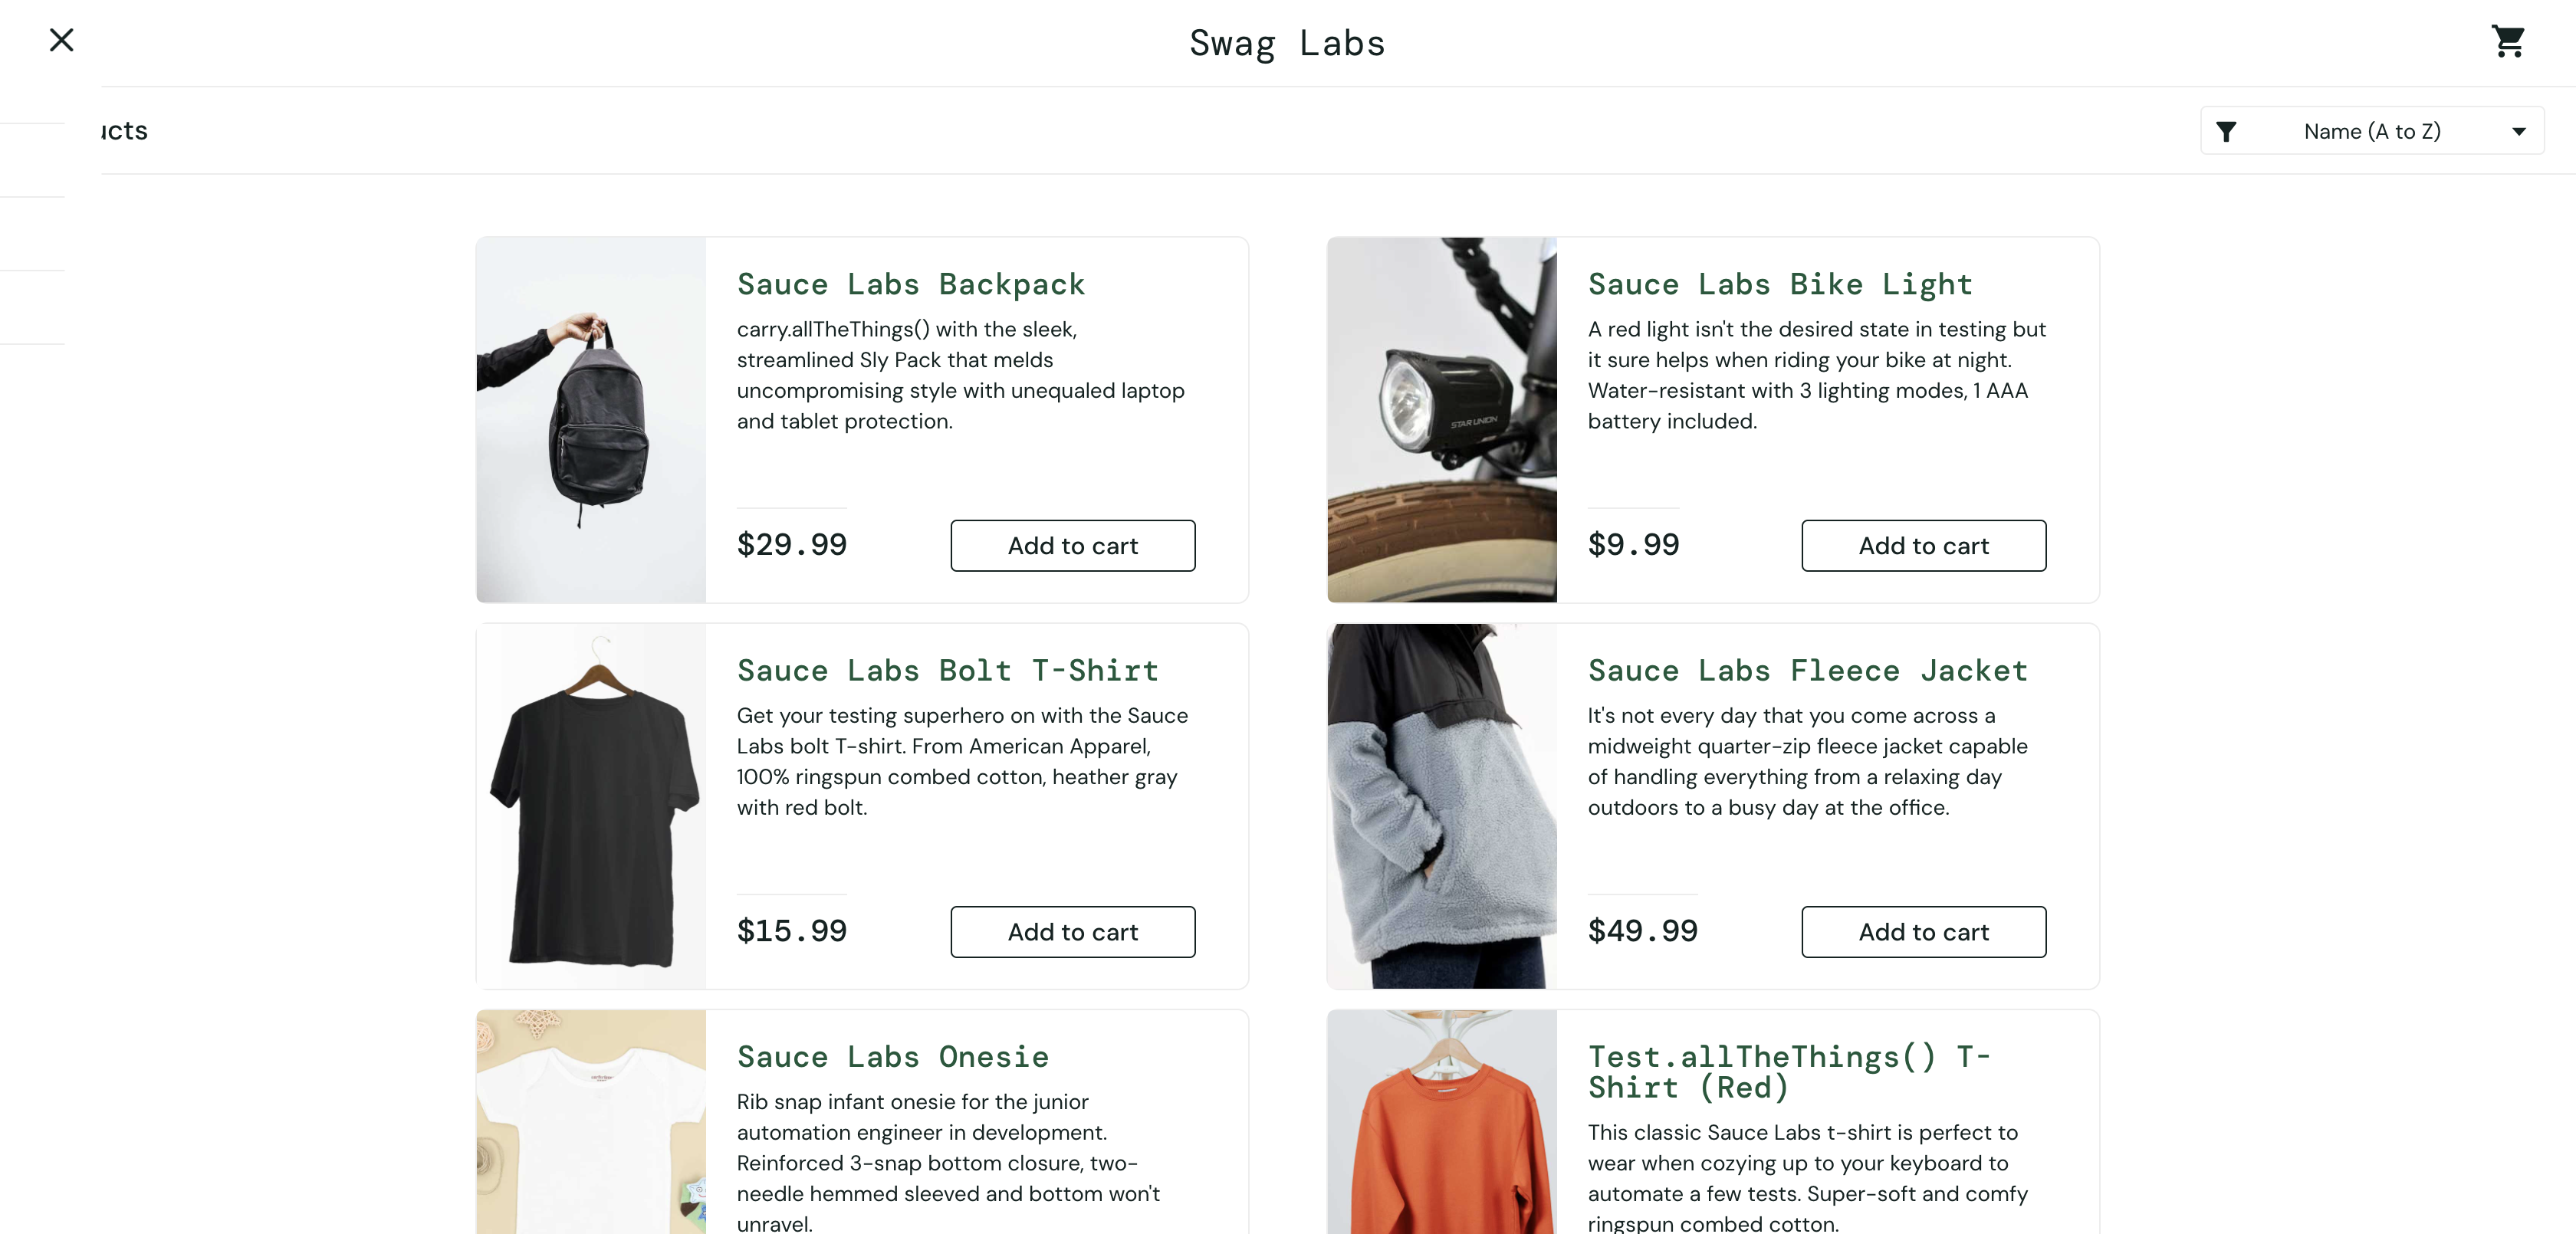 Swag Labs
ucts
Name (A to Z)
Sauce Labs Backpack
carry.allTheThings() with the sleek,
streamlined Sly Pack that melds
uncompromising style with unequaled laptop
and tablet protection.
$29.99
Add to cart
Sauce Labs Bike Light
A red light isn't the desired state in testing but
it sure helps when riding your bike at night.
Water-resistant with 3 lighting modes, 1 AAA
battery included.
STAR UNION
$9.99
Add to cart
Sauce Labs Bolt T-Shirt
Get your testing superhero on with the Sauce
Labs bolt T-shirt. From American Apparel,
100% ringspun combed cotton, heather gray
with red bolt.
$15.99
Add to cart
Sauce Labs Fleece Jacket
It's not every day that you come across a
midweight quarter-zip fleece jacket capable
of handling everything from a relaxing day
outdoors to a busy day at the office.
$49.99
Add to cart
Sauce Labs Onesie
Rib snap infant onesie for the junior
automation engineer in development.
Reinforced 3-snap bottom closure, two-
needle hemmed sleeved and bottom won't
unravel.
Test.allTheThings() T-
Shirt (Red)
This classic Sauce Labs t-shirt is perfect to
wear when cozying up to your keyboard to
automate a few tests. Super-soft and comfy
ringspun combed cotton.